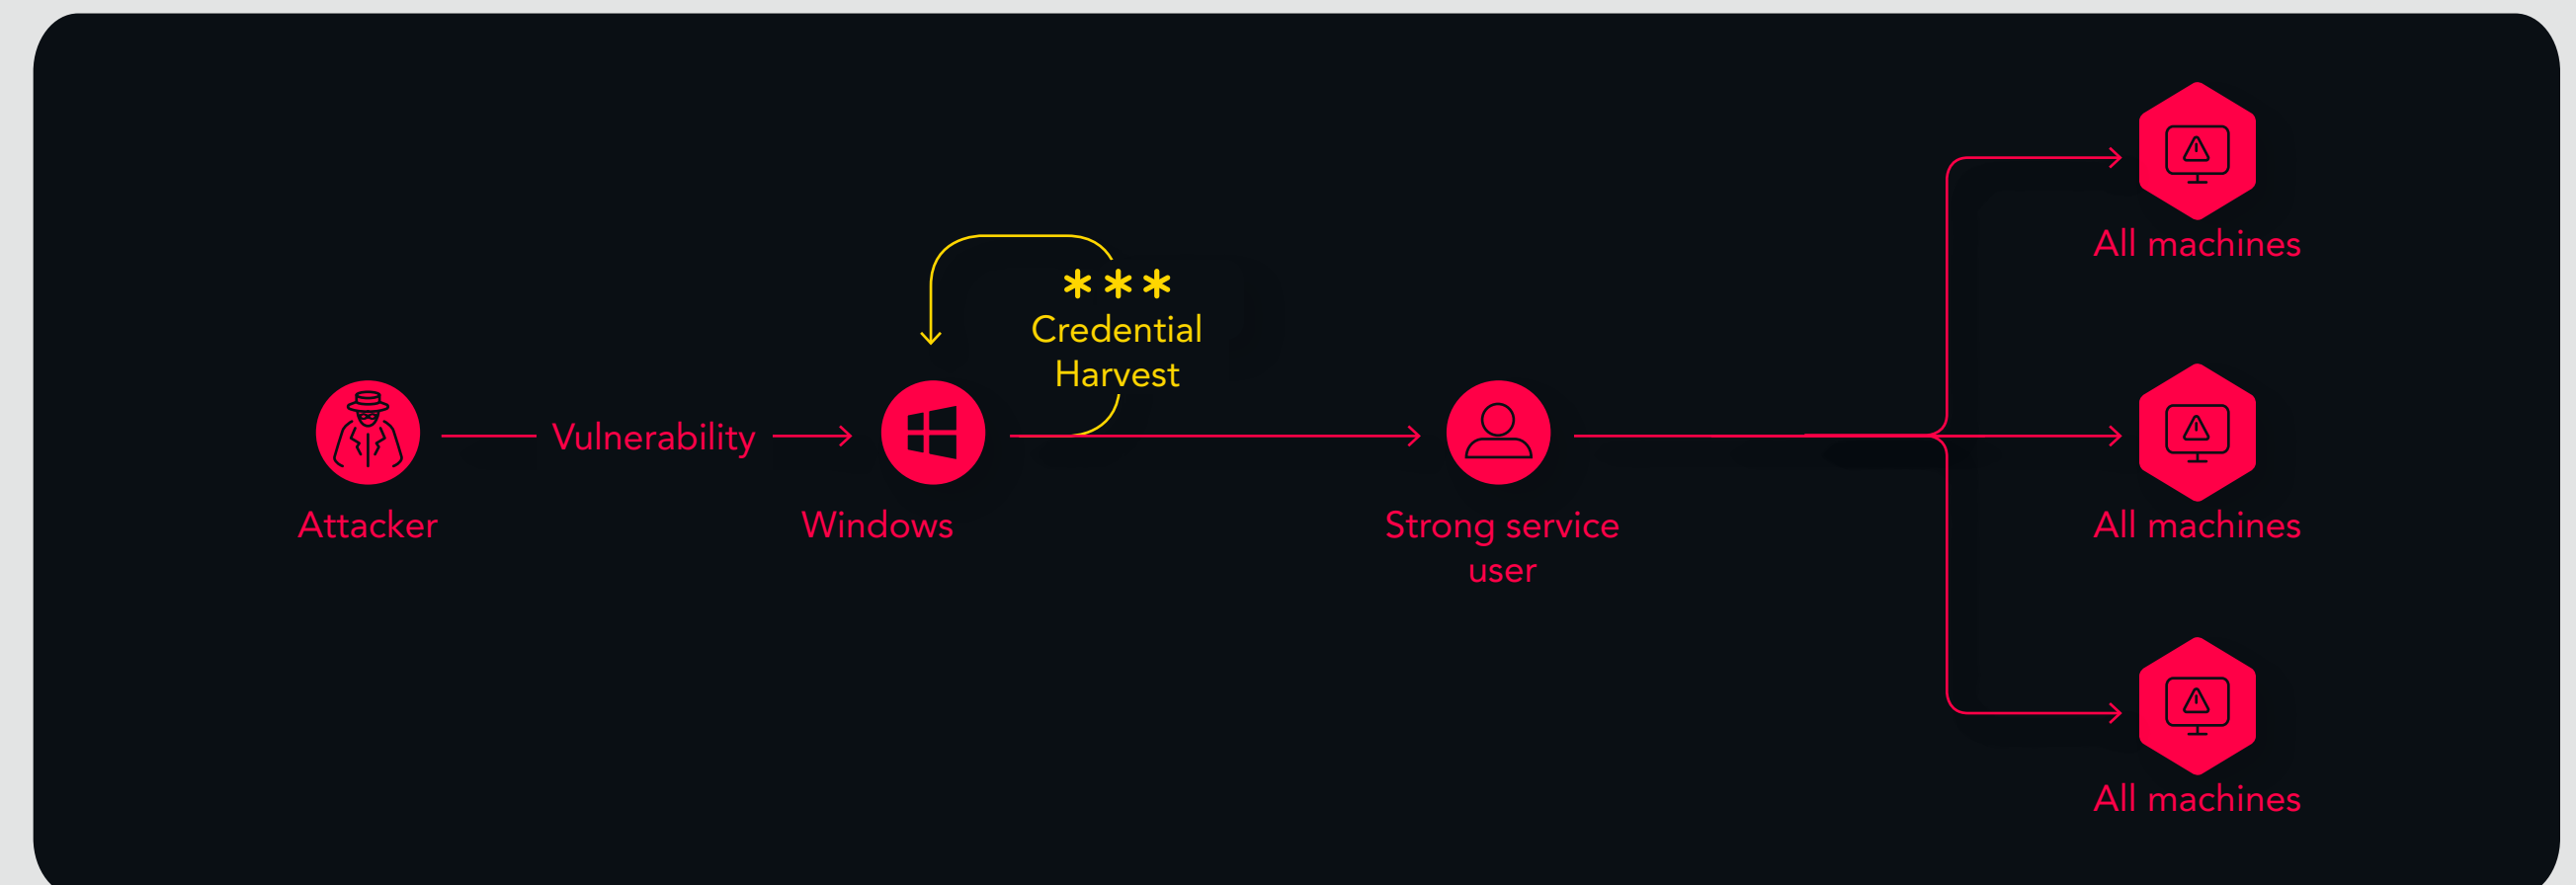 All machines
***
Credential
Harvest
Vulnerability
Attacker
Windows
Strong service
user
All machines
All machines